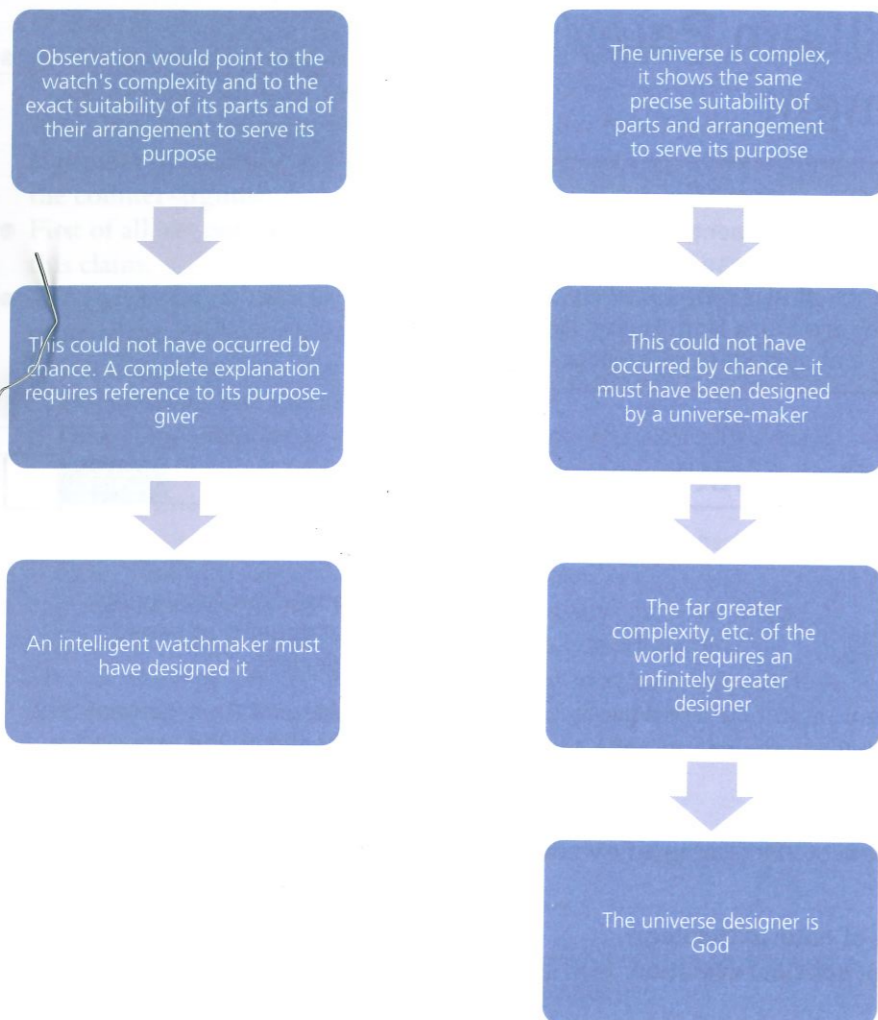 Observation would point to the
watch's complexity and to the
exact suitability of its parts and of
their arrangement to serve its
purpose
This could not have occurred by
chance. A complete explanation
requires reference to its purpose-
giver
An intelligent watchmaker must
have designed it
The universe is complex,
it shows the same
precise suitability of
parts and arrangement
to serve its purpose
This could not have
occurred by chance – it
must have been designed
by a universe-maker
The far greater
complexity, etc. of the
world requires an
infinitely greater
designer
The universe designer is
God